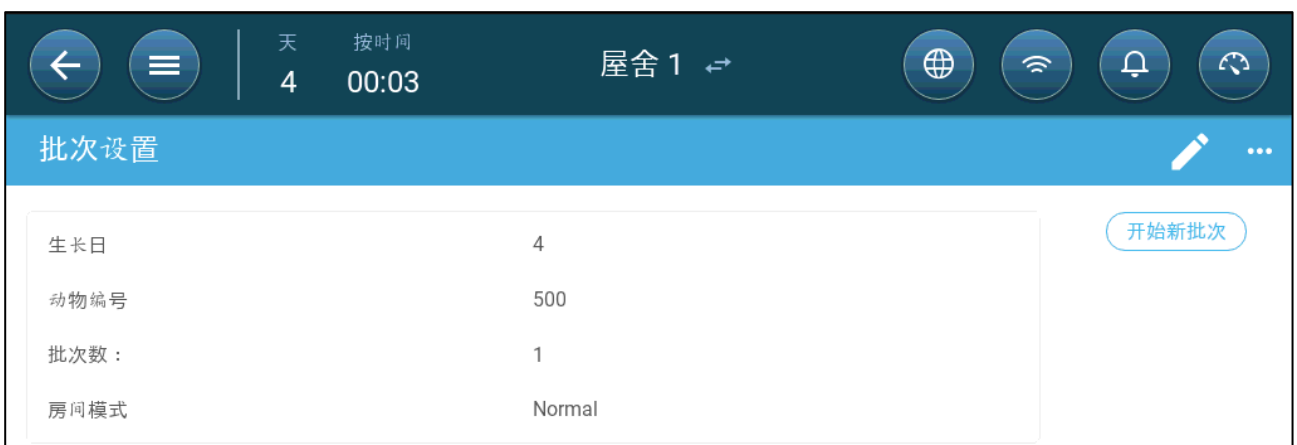 天 按时间
4 00:03 屋舍 1
批次设置
生长日 4 开始新批次
动物编号 500
批次数： 1
房间模式 Normal